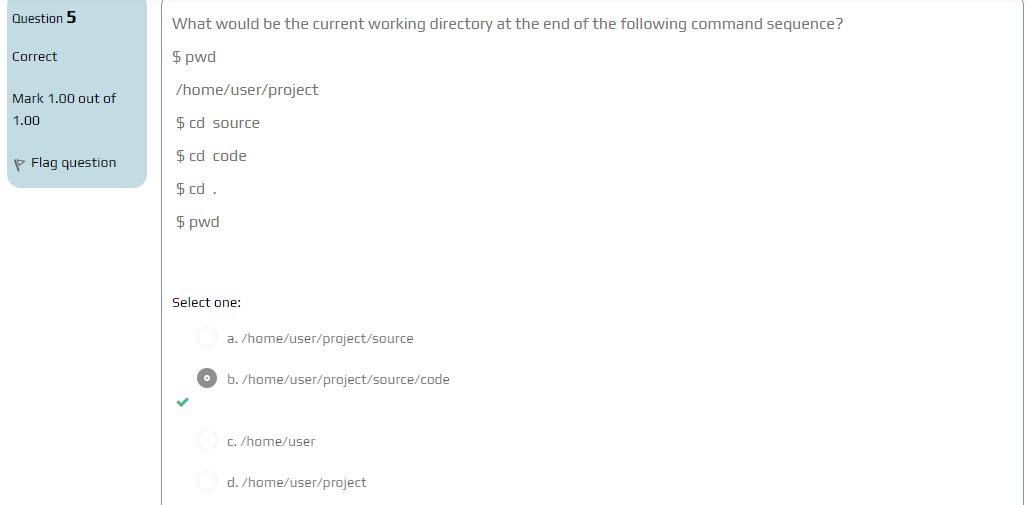 Question 5
Correct
Mark 1.00 out of
1.00
Flag question
What would be the current working directory at the end of the following command sequence?
$ pwd
/home/user/project
$ cd source
$ cd code
$ cd .
$ pwd
Select one:
a. /home/user/project/source
b. /home/user/project/source/code
c. /home/user
d. /home/user/project